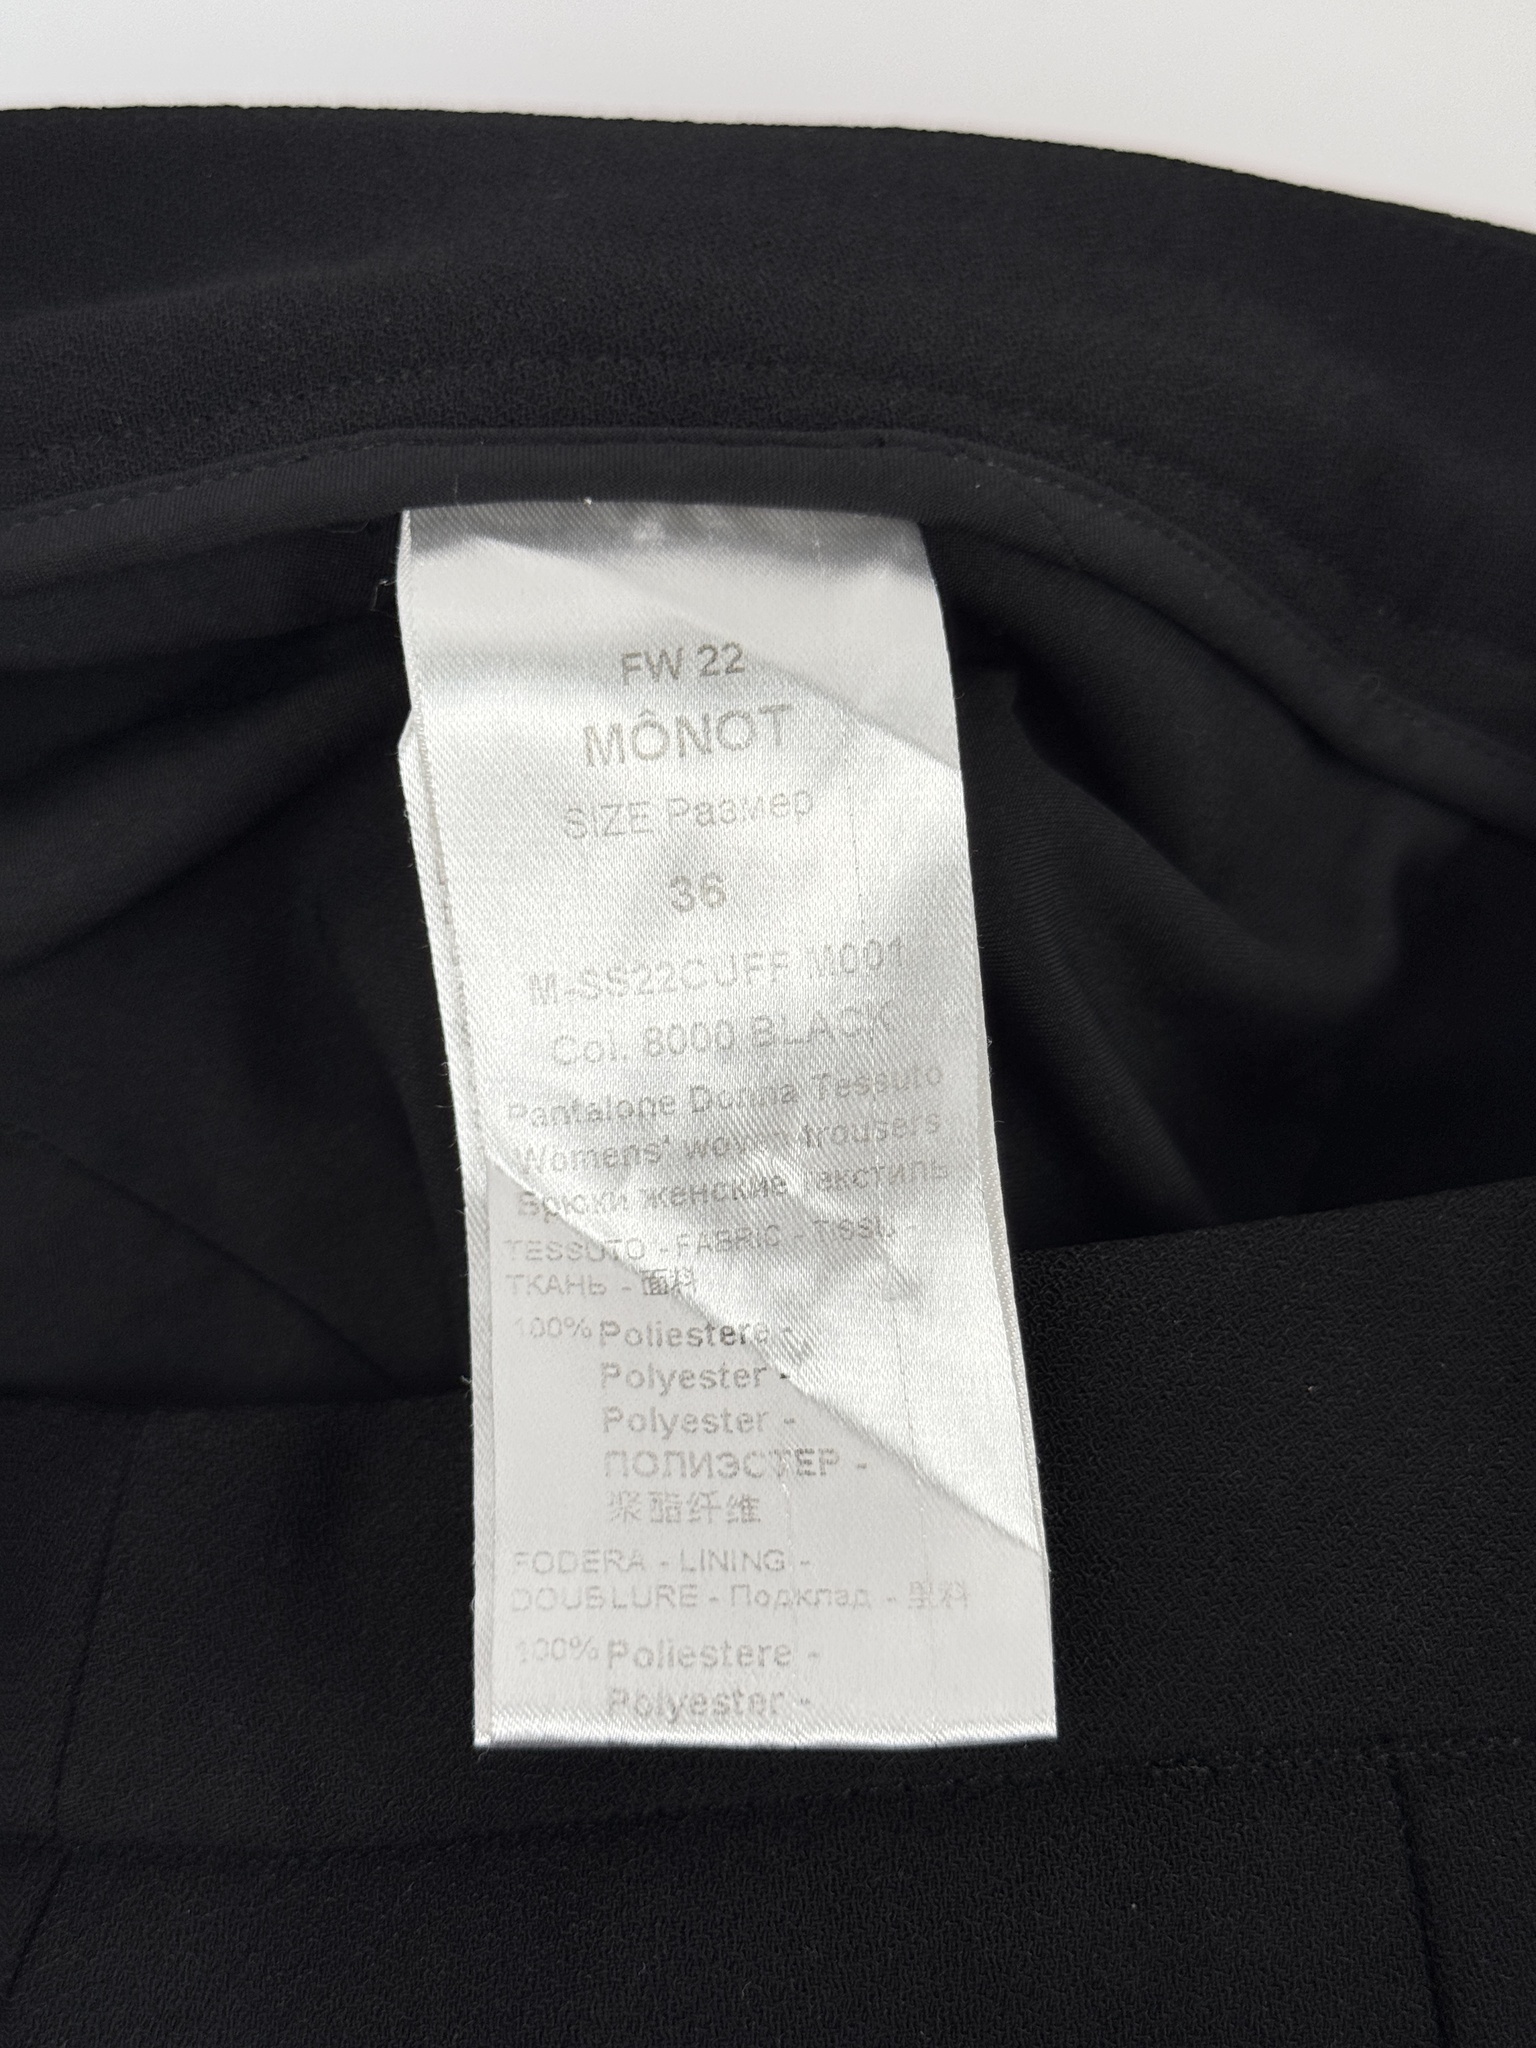 FW 22
MÔNOT
SIZE Размер
36
M-SS22CUFF M001
Col. 8000 BLACK
Pantalone Donna Tessuto
Womens' woven trousers
Брюки женские текстиль
TESSUTO - FABRIC - TISSU -
ТКАНЬ - 面料
100% Poliestere -
Polyester -
Polyester -
ПОЛИЭСТЕР -
聚酯纤维
FODERA - LINING -
DOUBLURE - Подклад - 里料
100% Poliestere -
Polyester -